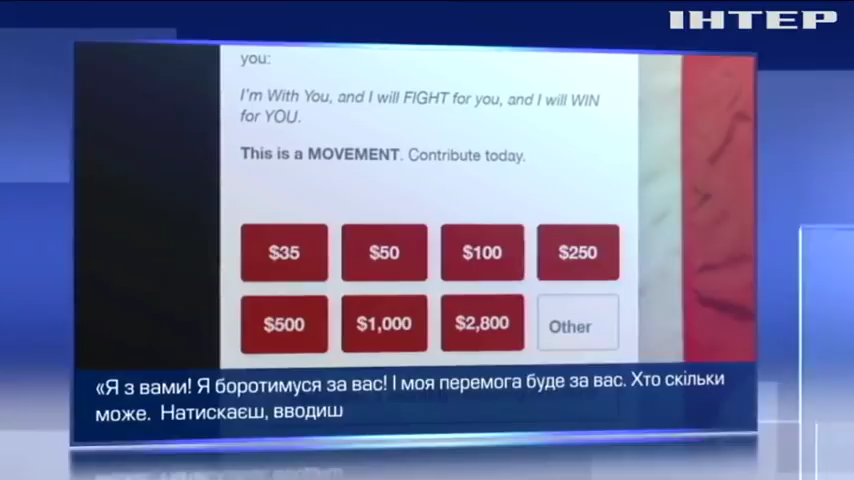 ІНТЕР
you:
I'm With You, and I will FIGHT for you, and I will WIN
for YOU.
This is a MOVEMENT. Contribute today.
$35 $50 $100 $250
$500 $1,000 $2,800 Other
«Я з вами! Я боротимуся за вас! І моя перемога буде за вас. Хто скільки
може. Натискаєш, вводиш